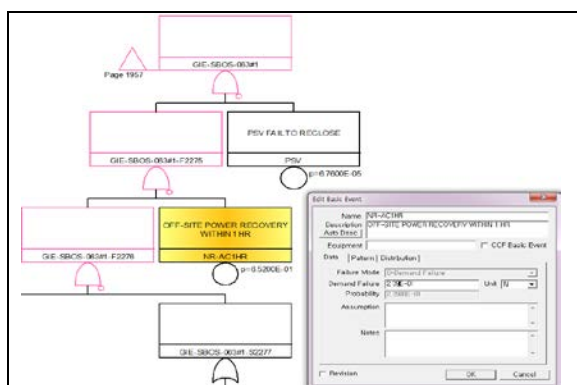 GIE-SBOS-063#1
Page 1957
PSV FAIL TO RECLOSE
GIE-SBOS-063#1-F2275
PSV
p=6.7600E-05
OFF-SITE POWER RECOVERY
WITHIN 1 HR
GIE-SBOS-063#1-F2276
NR-AC1HR
p=6.5200E-01
GIE-SBOS-063#1-S2277
Edit Basic Event
Name NR-AC1HR
Description OFF-SITE POWER RECOVERY WITHIN 1 HR
Auto Desc
Equipment CCF Basic Event
Data Pattern Distribution
Failure Mode
Demand Failure Unit N
Probability
Assumption
Notes
Revision OK Cancel